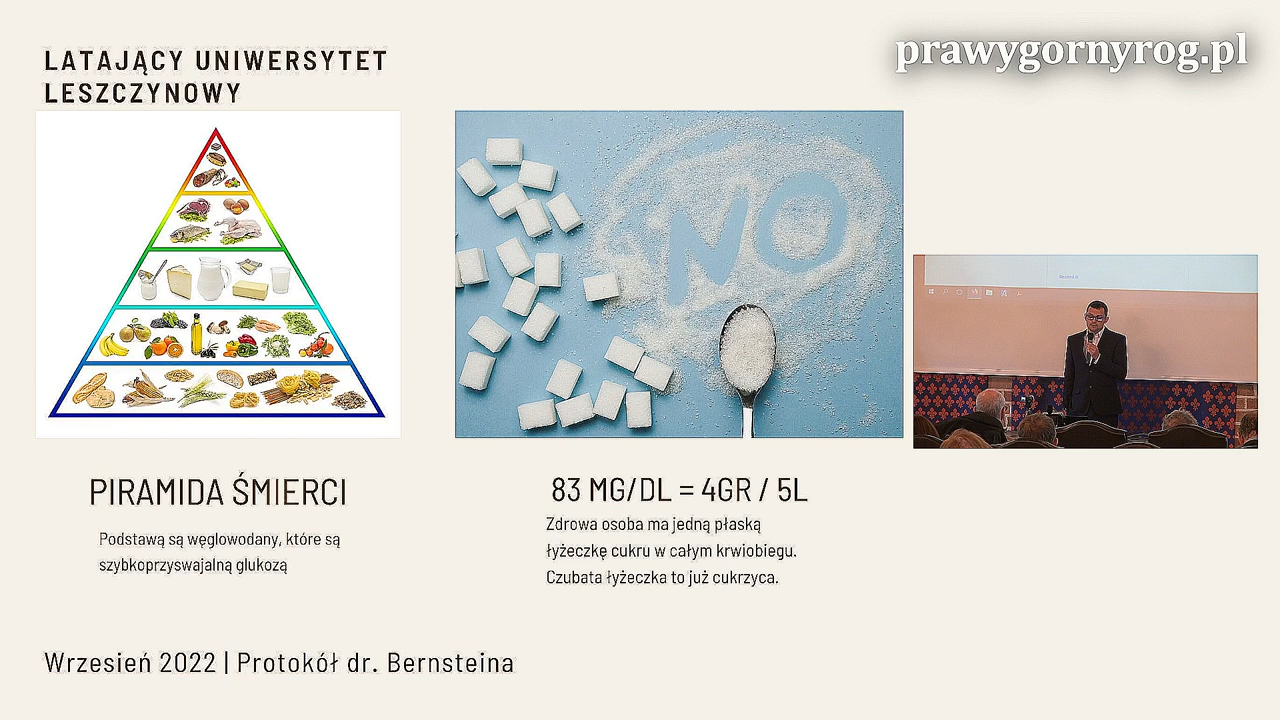 LATAJĄCY UNIWERSYTET
LESZCZYNOWY
prawygornyrog.pl
PIRAMIDA ŚMIERCI
Podstawą są węglowodany, które są
szybkoprzyswajalną glukozą
83 MG/DL = 4GR / 5L
Zdrowa osoba ma jedną płaską
łyżeczkę cukru w całym krwiobiegu.
Czubata łyżeczka to już cukrzyca.
NO
Wrzesień 2022 | Protokół dr. Bernsteina